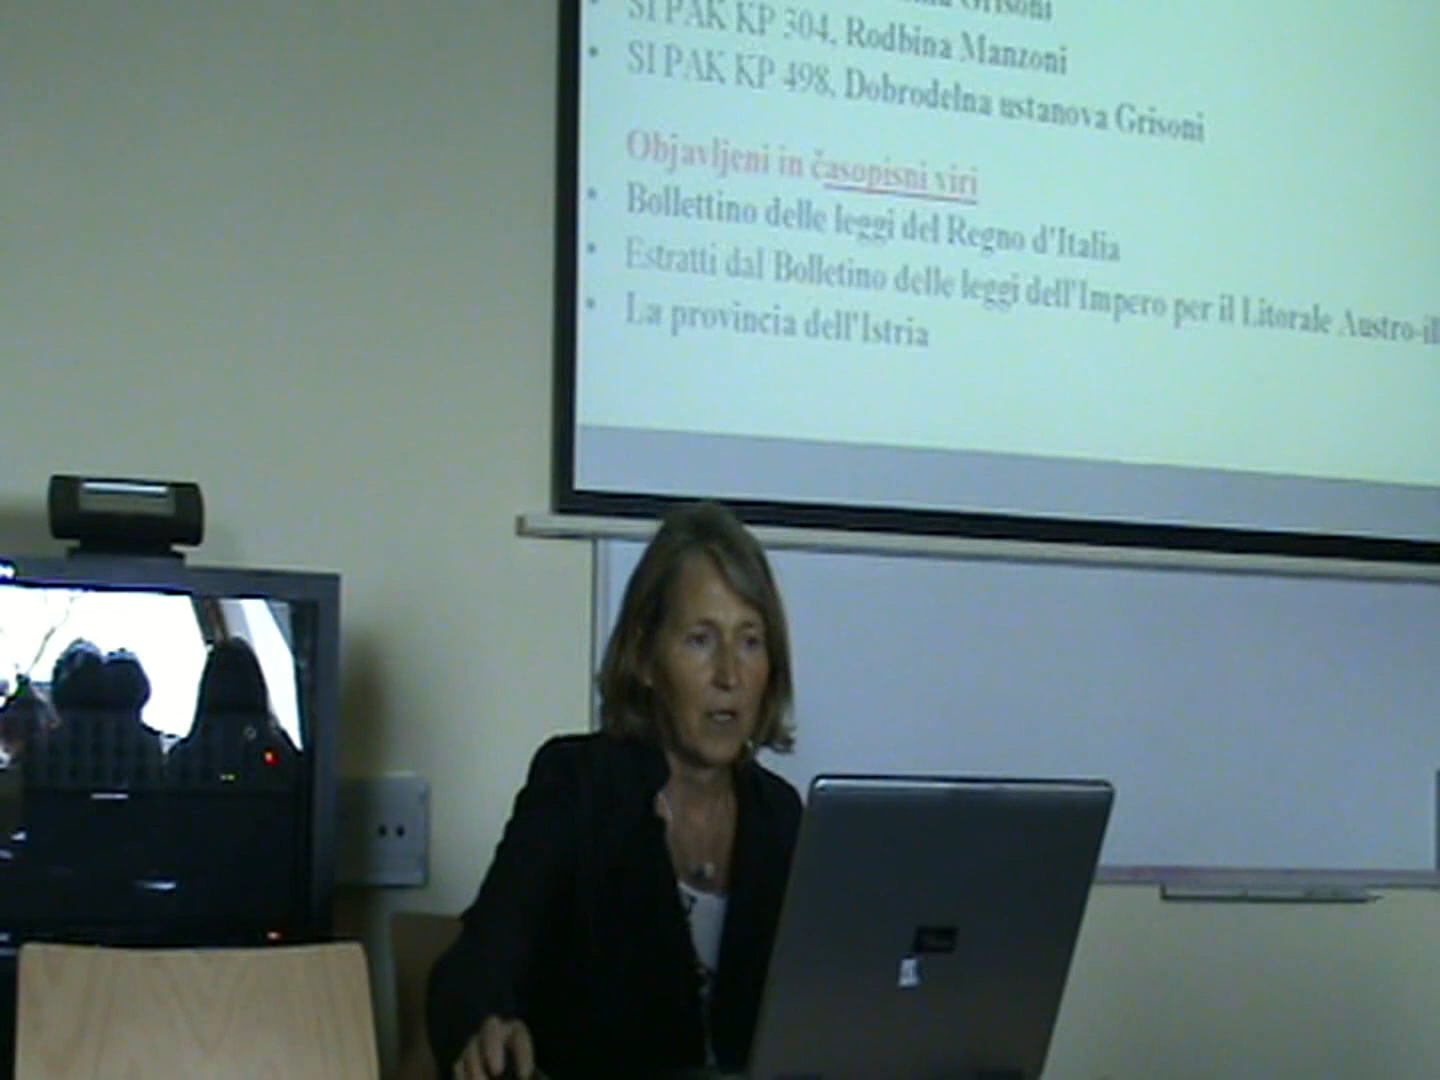 Grisoni
SI PAK KP 304, Rodbina Manzoni
SI PAK KP 498, Dobrodelna ustanova Grisoni
Objavljeni in časopisni viri
Bollettino delle leggi del Regno d'Italia
Estratti dal Bolletino delle leggi dell'Impero per il Litorale Austro-ill
La provincia dell'Istria